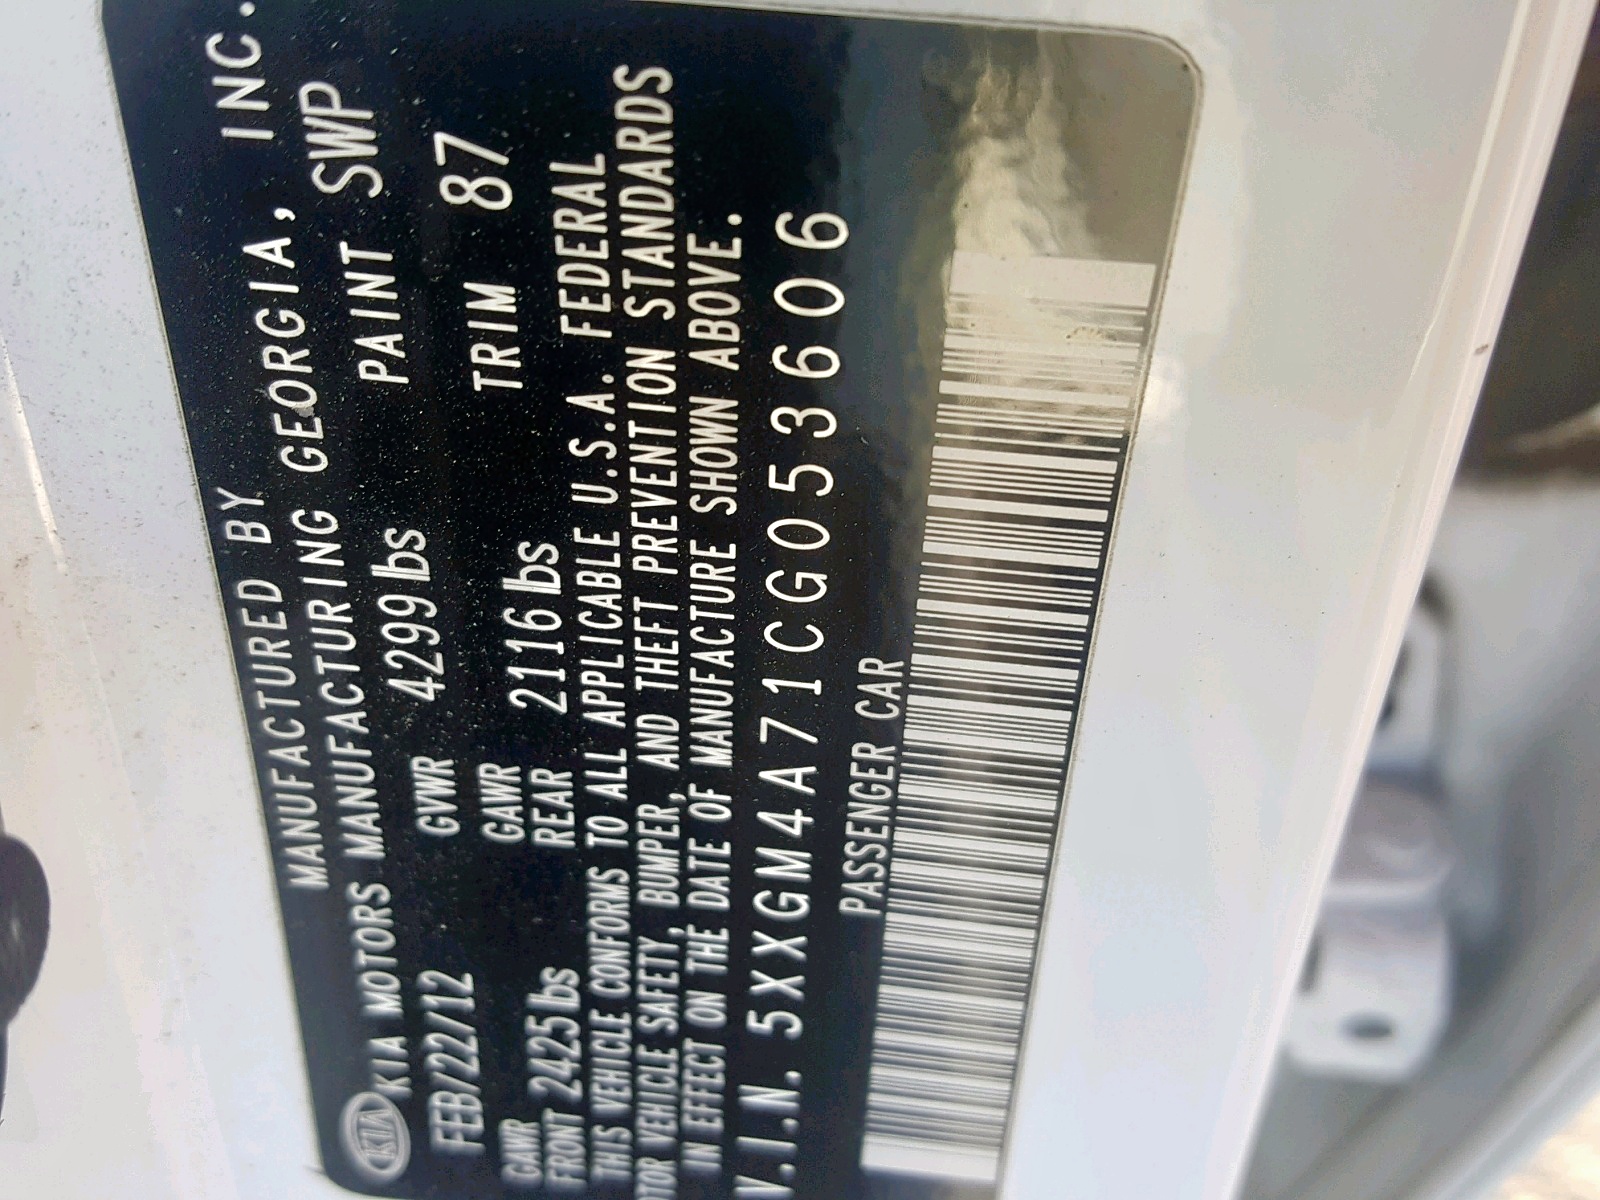 MANUFACTURED BY
KIA MOTORS MANUFACTURING GEORGIA, INC.
KIA
FEB/22/12 GVWR 4299 lbs PAINT SWP
GAWR FRONT 2425 lbs GAWR REAR 2116 lbs TRIM 87
THIS VEHICLE CONFORMS TO ALL APPLICABLE U.S.A. FEDERAL
OTOR VEHICLE SAFETY, BUMPER, AND THEFT PREVENTION STANDARDS
IN EFFECT ON THE DATE OF MANUFACTURE SHOWN ABOVE.
V.I.N. 5XXGM4A71CG053606
PASSENGER CAR